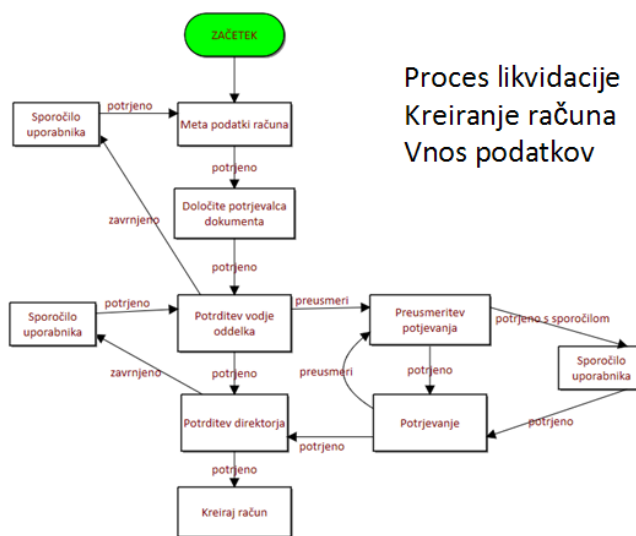 ZAČETEK
Proces likvidacije
Kreiranje računa
Vnos podatkov
Sporočilo
uporabnika
potrjeno
Meta podatki računa
potrjeno
Določite potrjevalca
dokumenta
zavrnjeno
potrjeno
Sporočilo
uporabnika
potrjeno
Potrditev vodje
oddelka
preusmeri
Preusmeritev
potjevanja
potrjeno s sporočilom
Sporočilo
uporabnika
zavrnjeno
potrjeno
preusmeri
potrjeno
Potrditev direktorja
potrjeno
Potrjevanje
potrjeno
potrjeno
Kreiraj račun